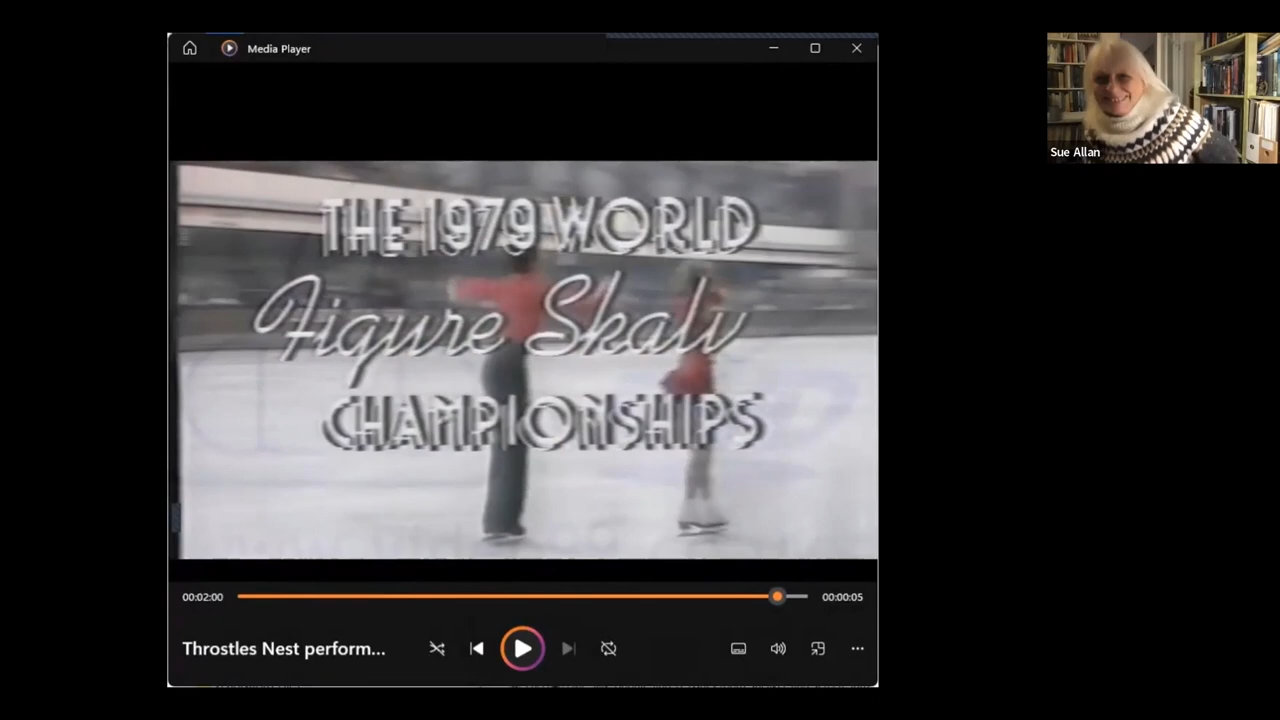 Media Player
Sue Allan
THE 1979 WORLD
Figure Skati
CHAMPIONSHIPS
00:02:00
00:00:05
Throstles Nest perform...